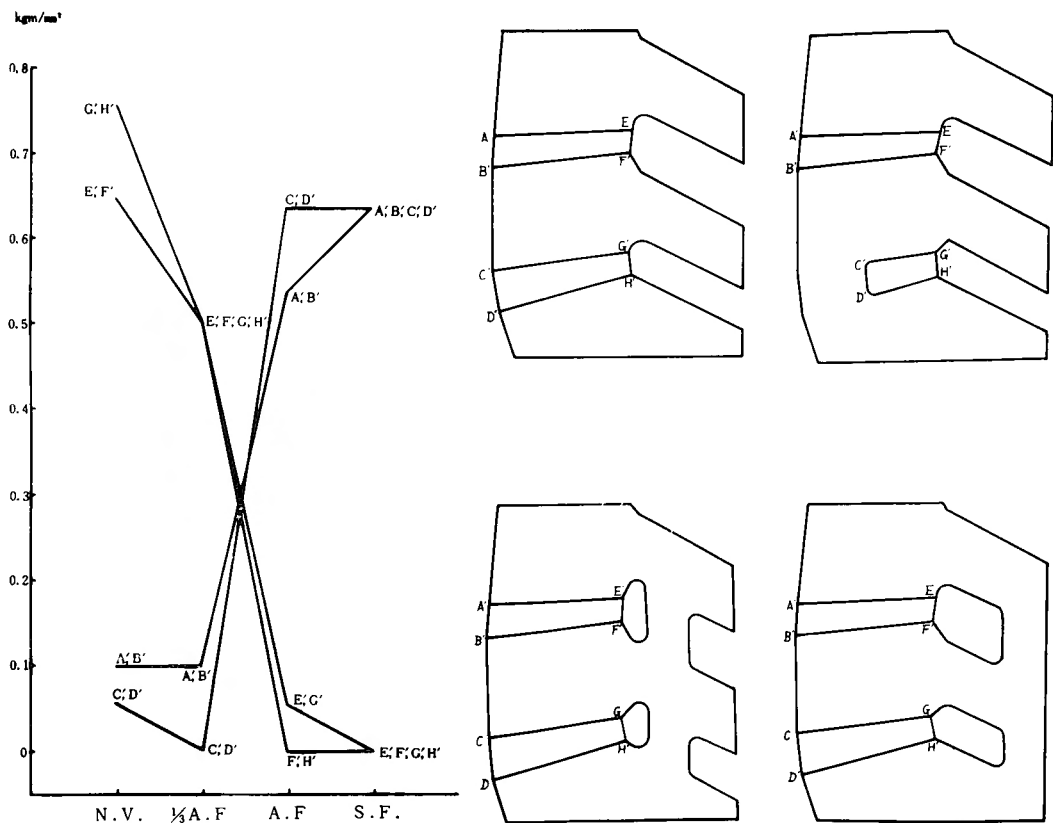 kgm/mm²
0.8
0.7
0.6
0.5
0.4
0.3
0.2
0.1
0
G', H'
E', F'
C', D'
A', B', C', D'
A', B'
E', F', G', H'
A', B'
A', B'
C', D'
C', D'
E', G'
F', H'
E', F', G', H'
N.V. ⅓A.F A.F S.F.
A E
B' F'
G'
C' H'
D'
A' E
B' F'
C' G'
D' H'
A' E'
B' F'
G
C H'
D
A' E
B' F
G
C H'
D'